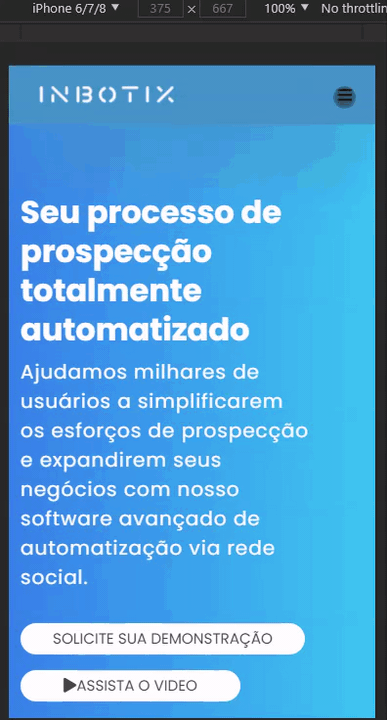 iPhone 6/7/8 ▼ 375 × 667 100% ▼ No throttlin
INBOTIX
Seu processo de
prospecção
totalmente
automatizado
Ajudamos milhares de
usuários a simplificarem
os esforços de prospecção
e expandirem seus
negócios com nosso
software avançado de
automatização via rede
social.
SOLICITE SUA DEMONSTRAÇÃO
ASSISTA O VIDEO